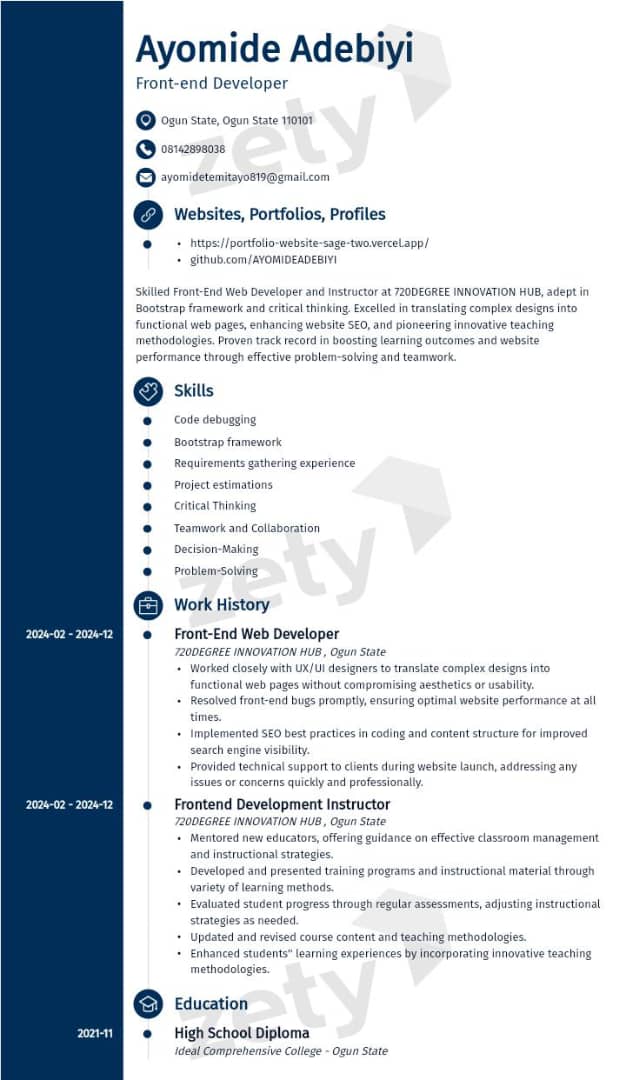 Ayomide Adebiyi
Front-end Developer
Ogun State, Ogun State 110101
08142898038
ayomidetemitayo819@gmail.com
Websites, Portfolios, Profiles
• https://portfolio-website-sage-two.vercel.app/
• github.com/AYOMIDEADEBIYI
Skilled Front-End Web Developer and Instructor at 720DEGREE INNOVATION HUB, adept in
Bootstrap framework and critical thinking. Excelled in translating complex designs into
functional web pages, enhancing website SEO, and pioneering innovative teaching
methodologies. Proven track record in boosting learning outcomes and website
performance through effective problem-solving and teamwork.
Skills
Code debugging
Bootstrap framework
Requirements gathering experience
Project estimations
Critical Thinking
Teamwork and Collaboration
Decision-Making
Problem-Solving
Work History
2024-02 - 2024-12
Front-End Web Developer
720DEGREE INNOVATION HUB , Ogun State
• Worked closely with UX/UI designers to translate complex designs into
functional web pages without compromising aesthetics or usability.
• Resolved front-end bugs promptly, ensuring optimal website performance at all
times.
• Implemented SEO best practices in coding and content structure for improved
search engine visibility.
• Provided technical support to clients during website launch, addressing any
issues or concerns quickly and professionally.
2024-02 - 2024-12
Frontend Development Instructor
720DEGREE INNOVATION HUB , Ogun State
• Mentored new educators, offering guidance on effective classroom management
and instructional strategies.
• Developed and presented training programs and instructional material through
variety of learning methods.
• Evaluated student progress through regular assessments, adjusting instructional
strategies as needed.
• Updated and revised course content and teaching methodologies.
• Enhanced students" learning experiences by incorporating innovative teaching
methodologies.
Education
2021-11
High School Diploma
Ideal Comprehensive College - Ogun State
zety
zety
zety